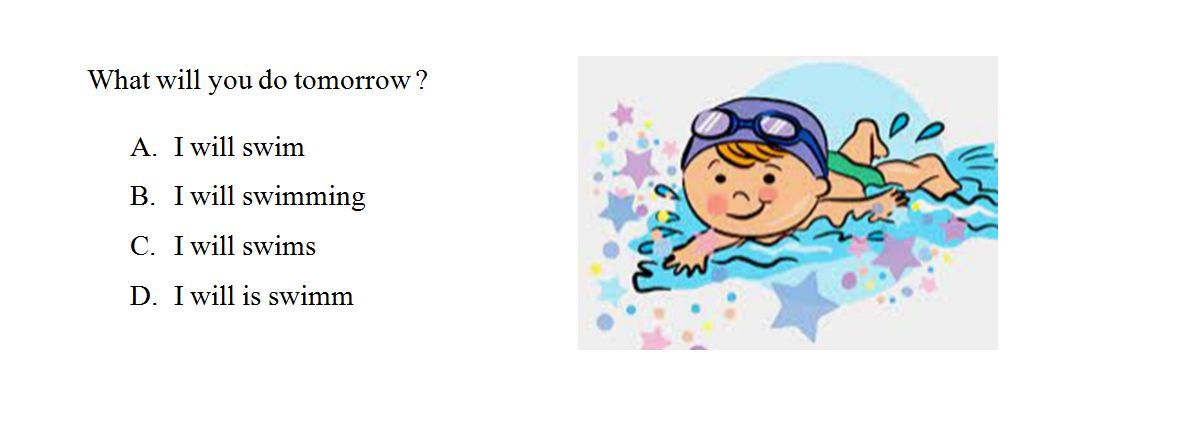 What will you do tomorrow?
A. I will swim
B. I will swimming
C. I will swims
D. I will is swimm